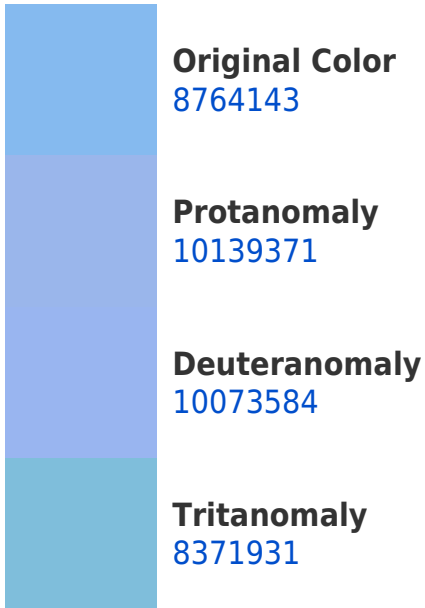 Original Color
8764143
Protanomaly
10139371
Deuteranomaly
10073584
Tritanomaly
8371931